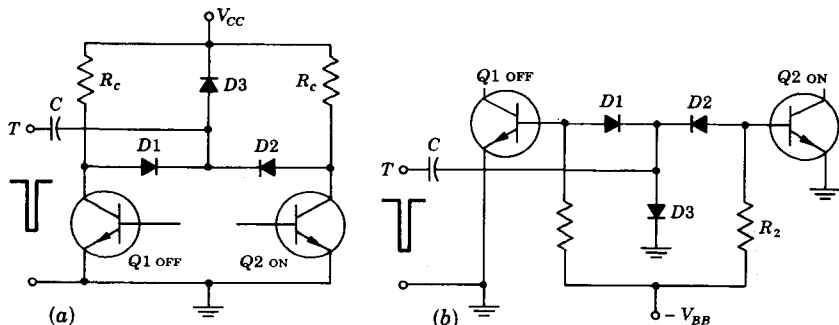 V_CC
R_c
D3
R_c
C
T
D1
D2
Q1 OFF
Q2 ON
(a)
Q1 OFF
Q2 ON
D1
D2
C
T
D3
R_2
(b)
- V_BB